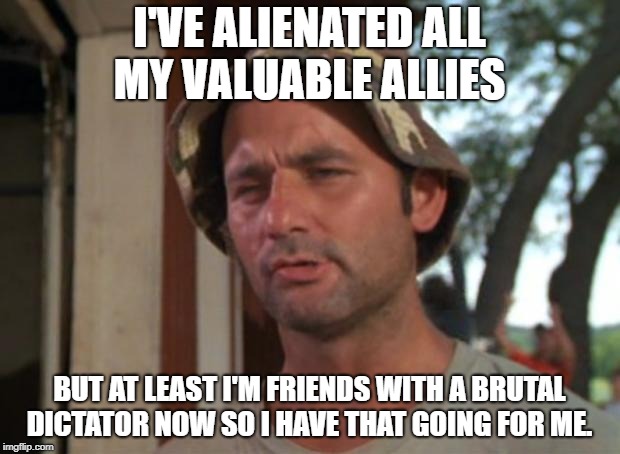 I'VE ALIENATED ALL
MY VALUABLE ALLIES
BUT AT LEAST I'M FRIENDS WITH A BRUTAL
DICTATOR NOW SO I HAVE THAT GOING FOR ME.
imgflip.com